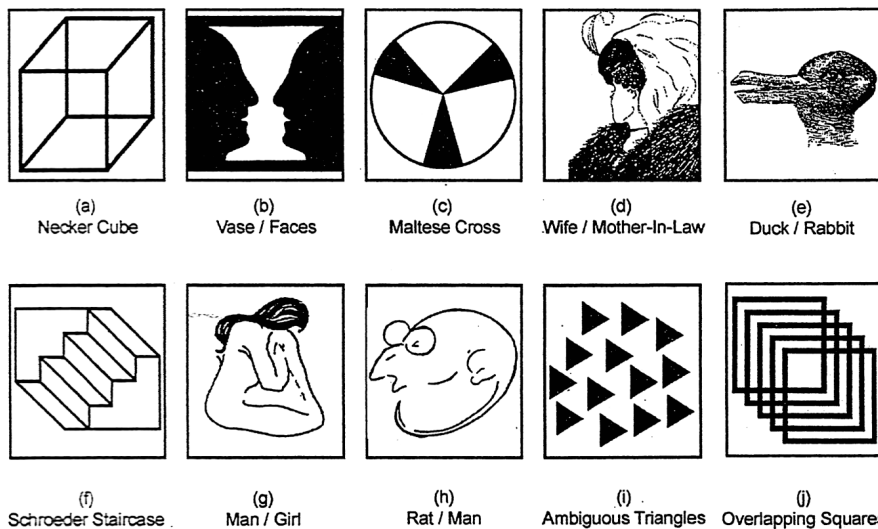 (a)
Necker Cube
(b)
Vase / Faces
(c)
Maltese Cross
(d)
Wife / Mother-In-Law
(e)
Duck / Rabbit
(f)
Schroeder Staircase
(g)
Man / Girl
(h)
Rat / Man
(i)
Ambiguous Triangles
(j)
Overlapping Square